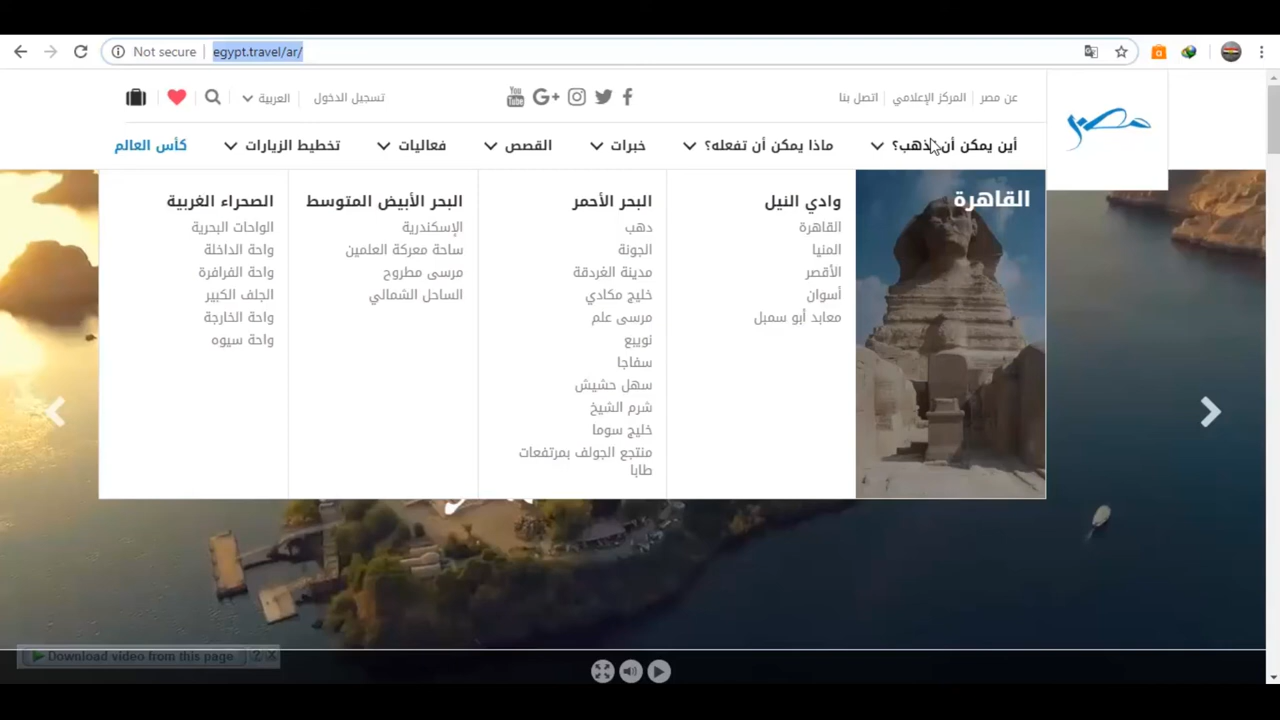 Not secure
egypt.travel/ar/
عن مصر
المركز الإعلامي
اتصل بنا
You Tube
تسجيل الدخول
العربية
مصر
أين يمكن أن تذهب؟
ماذا يمكن أن تفعله؟
خبرات
القصص
فعاليات
تخطيط الزيارات
كأس العالم
القاهرة
وادي النيل
القاهرة
المنيا
الأقصر
أسوان
معابد أبو سمبل
البحر الأحمر
دهب
الجونة
مدينة الغردقة
خليج مكادي
مرسى علم
نويبع
سفاجا
سهل حشيش
شرم الشيخ
خليج سوما
منتجع الجولف بمرتفعات
طابا
البحر الأبيض المتوسط
الإسكندرية
ساحة معركة العلمين
مرسى مطروح
الساحل الشمالي
الصحراء الغربية
الواحات البحرية
واحة الداخلة
واحة الفرافرة
الجلف الكبير
واحة الخارجة
واحة سيوه
Download video from this page
?